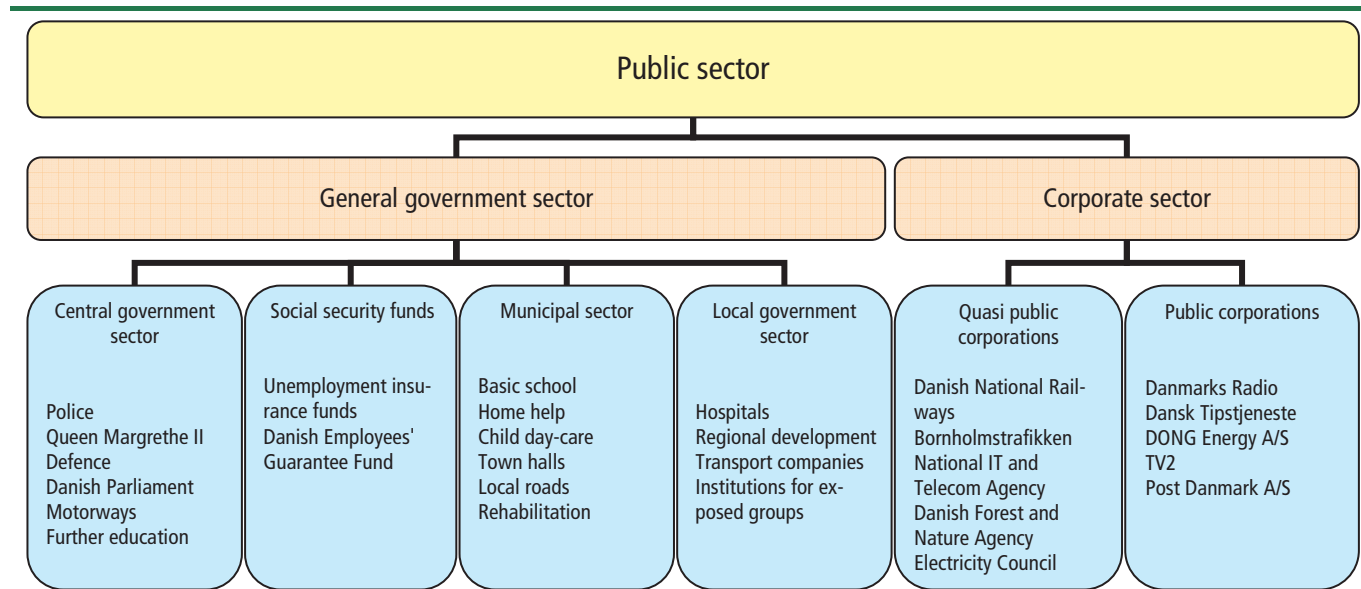 Public sector
General government sector
Corporate sector
Central government
sector
Police
Queen Margrethe II
Defence
Danish Parliament
Motorways
Further education
Social security funds
Unemployment insu-
rance funds
Danish Employees'
Guarantee Fund
Municipal sector
Basic school
Home help
Child day-care
Town halls
Local roads
Rehabilitation
Local government
sector
Hospitals
Regional development
Transport companies
Institutions for ex-
posed groups
Quasi public
corporations
Danish National Rail-
ways
Bornholmstrafikken
National IT and
Telecom Agency
Danish Forest and
Nature Agency
Electricity Council
Public corporations
Danmarks Radio
Dansk Tipstjeneste
DONG Energy A/S
TV2
Post Danmark A/S